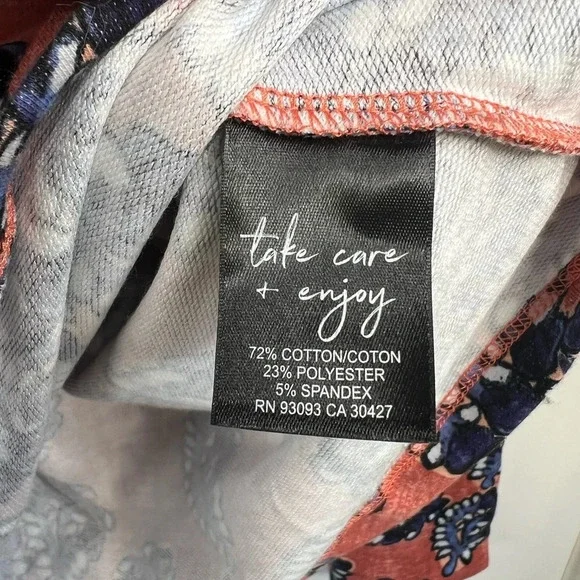 take care
+ enjoy
72% COTTON/COTON
23% POLYESTER
5% SPANDEX
RN 93093 CA 30427